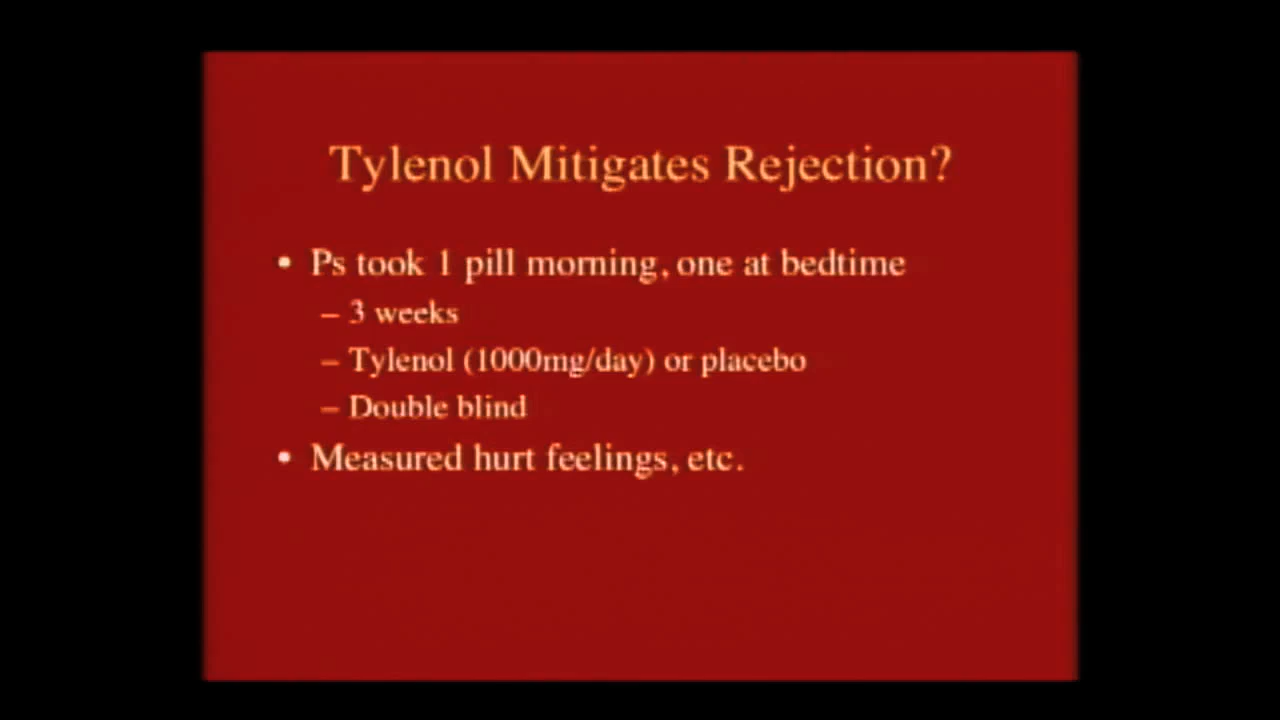 Tylenol Mitigates Rejection?
• Ps took 1 pill morning, one at bedtime
– 3 weeks
– Tylenol (1000mg/day) or placebo
– Double blind
• Measured hurt feelings, etc.